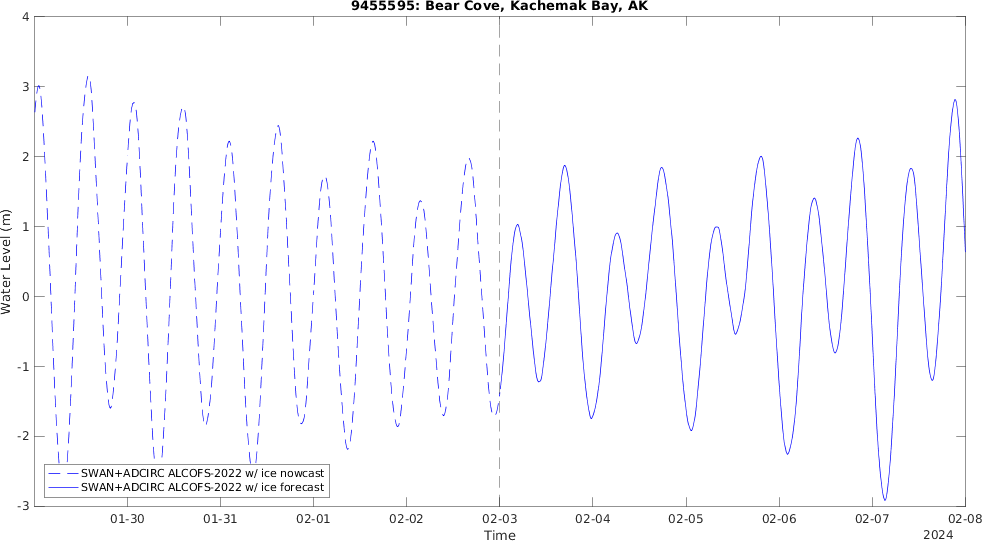 9455595: Bear Cove, Kachemak Bay, AK
4
3
2
1
0
-1
-2
-3
Water Level (m)
SWAN+ADCIRC ALCOFS-2022 w/ ice nowcast
SWAN+ADCIRC ALCOFS-2022 w/ ice forecast
01-30 01-31 02-01 02-02 02-03 02-04 02-05 02-06 02-07 02-08
Time
2024